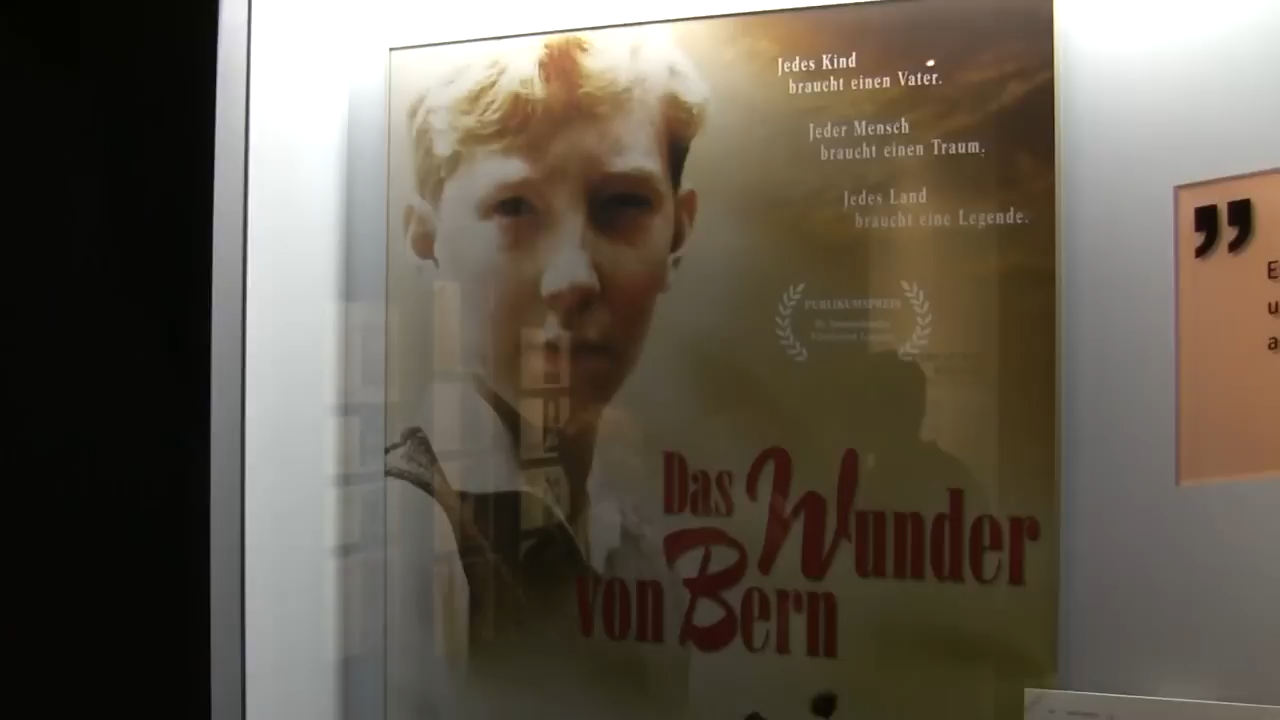 Jedes Kind
braucht einen Vater.
Jeder Mensch
braucht einen Traum.
Jedes Land
braucht eine Legende.
PUBLIKUMSPREIS
Das Wunder
von Bern
”